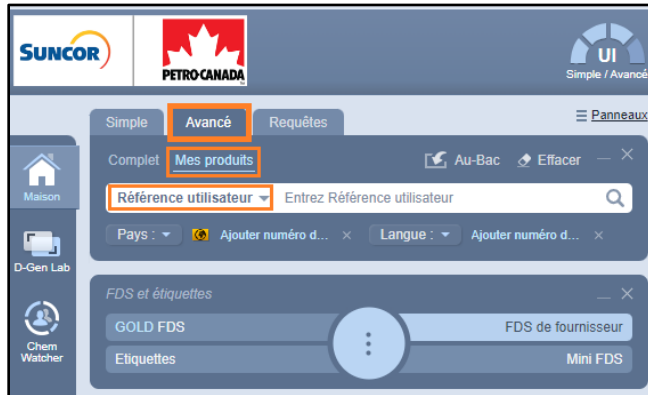 SUNCOR
PETRO-CANADA
UI
Simple / Avancé
Simple Avancé Requêtes
Panneaux
Complet Mes produits Au-Bac Effacer
Maison
Référence utilisateur Entrez Référence utilisateur
Pays : Ajouter numéro d... × Langue : Ajouter numéro d... ×
D-Gen Lab
FDS et étiquettes
GOLD FDS FDS de fournisseur
Etiquettes Mini FDS
Chem
Watcher